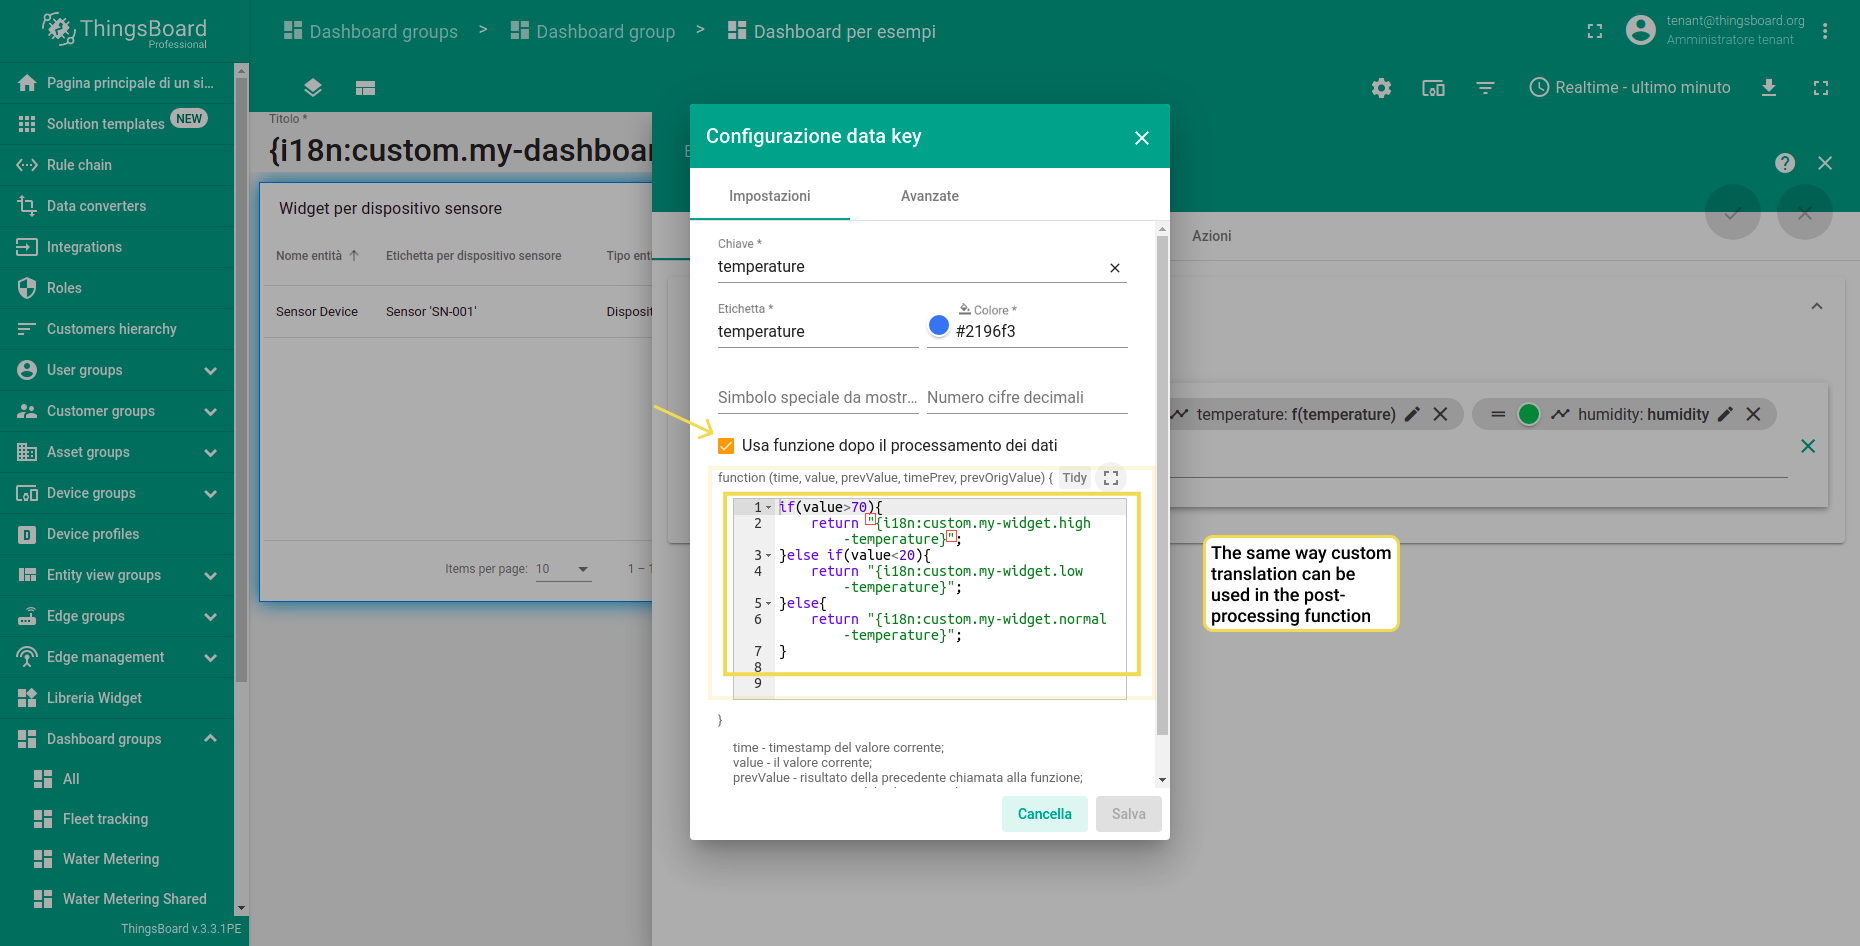 ThingsBoard
Professional
Dashboard groups > Dashboard group > Dashboard per esempi
tenant@thingsboard.org
Amministratore tenant
Pagina principale di un si...
Solution templates NEW
Rule chain
Data converters
Integrations
Roles
Customers hierarchy
User groups
Customer groups
Asset groups
Device groups
Device profiles
Entity view groups
Edge groups
Edge management
Libreria Widget
Dashboard groups
All
Fleet tracking
Water Metering
Water Metering Shared
ThingsBoard v.3.3.1PE
Realtime - ultimo minuto
Titolo *
{i18n:custom.my-dashboar
Widget per dispositivo sensore
Nome entità Etichetta per dispositivo sensore Tipo ent
Sensor Device Sensor 'SN-001' Disposit
Items per page: 10 1 – 1
Configurazione data key
Impostazioni Avanzate
Chiave *
temperature
Etichetta * Colore *
temperature #2196f3
Simbolo speciale da mostr... Numero cifre decimali
Usa funzione dopo il processamento dei dati
function (time, value, prevValue, timePrev, prevOrigValue) { Tidy
1 if(value>70){
2 return "{i18n:custom.my-widget.high
-temperature}";
3 }else if(value<20){
4 return "{i18n:custom.my-widget.low
-temperature}";
5 }else{
6 return "{i18n:custom.my-widget.normal
-temperature}";
7 }
8
9
}
time - timestamp del valore corrente;
value - il valore corrente;
prevValue - risultato della precedente chiamata alla funzione;
Cancella Salva
Azioni
temperature: f(temperature)
humidity: humidity
The same way custom
translation can be
used in the post-
processing function